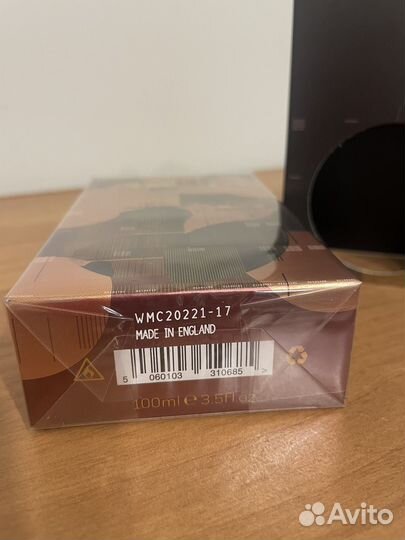 WMC20221-17
MADE IN ENGLAND
5 060103 310685 >
100ml ℮ 3.5fl oz
Avito